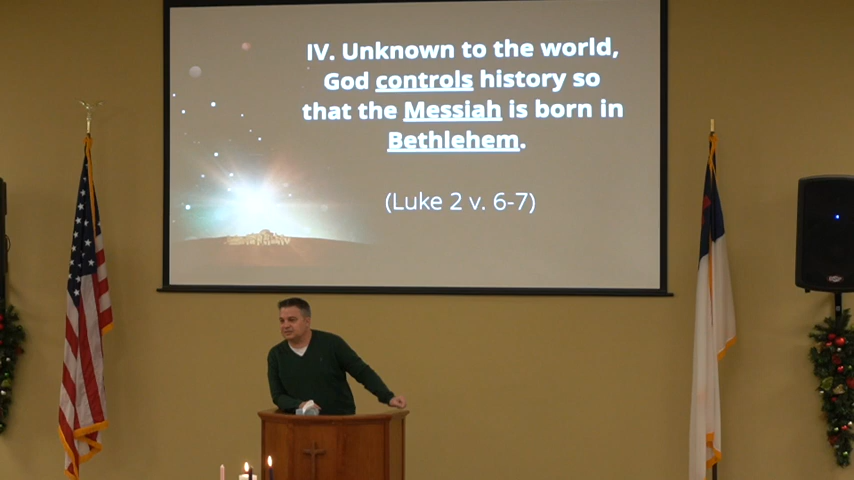 IV. Unknown to the world,
God controls history so
that the Messiah is born in
Bethlehem.
(Luke 2 v. 6-7)